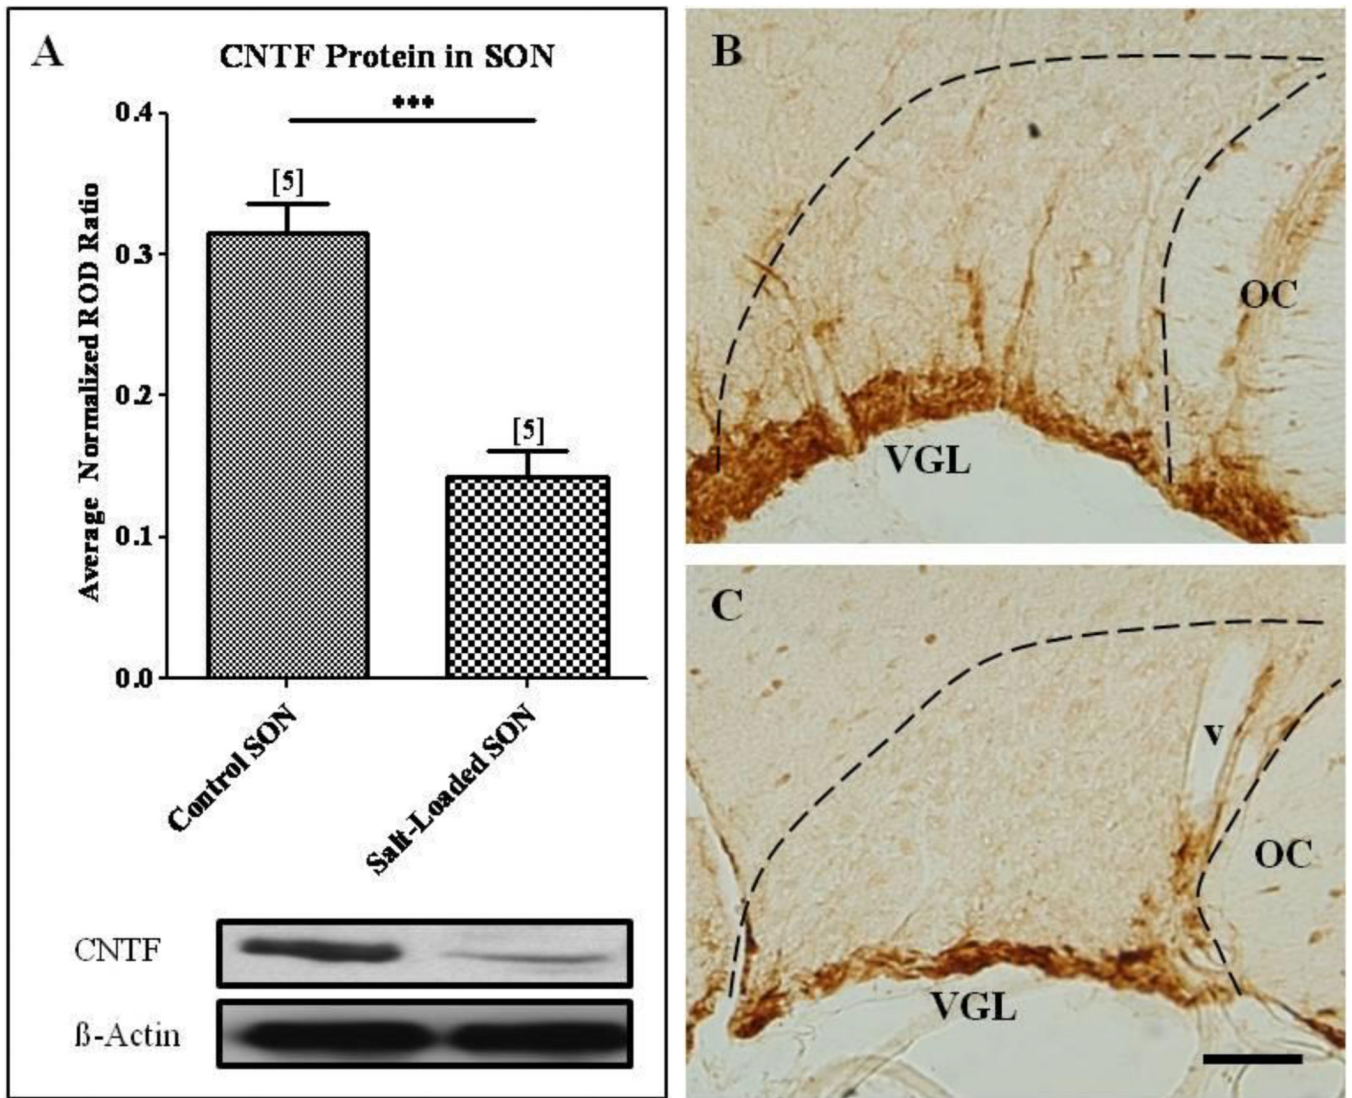 A
CNTF Protein in SON
***
0.4
0.3
0.2
0.1
0.0
Average Normalized ROD Ratio
[5]
[5]
Control SON
Salt-Loaded SON
CNTF
ß-Actin
B
OC
VGL
C
v
OC
VGL